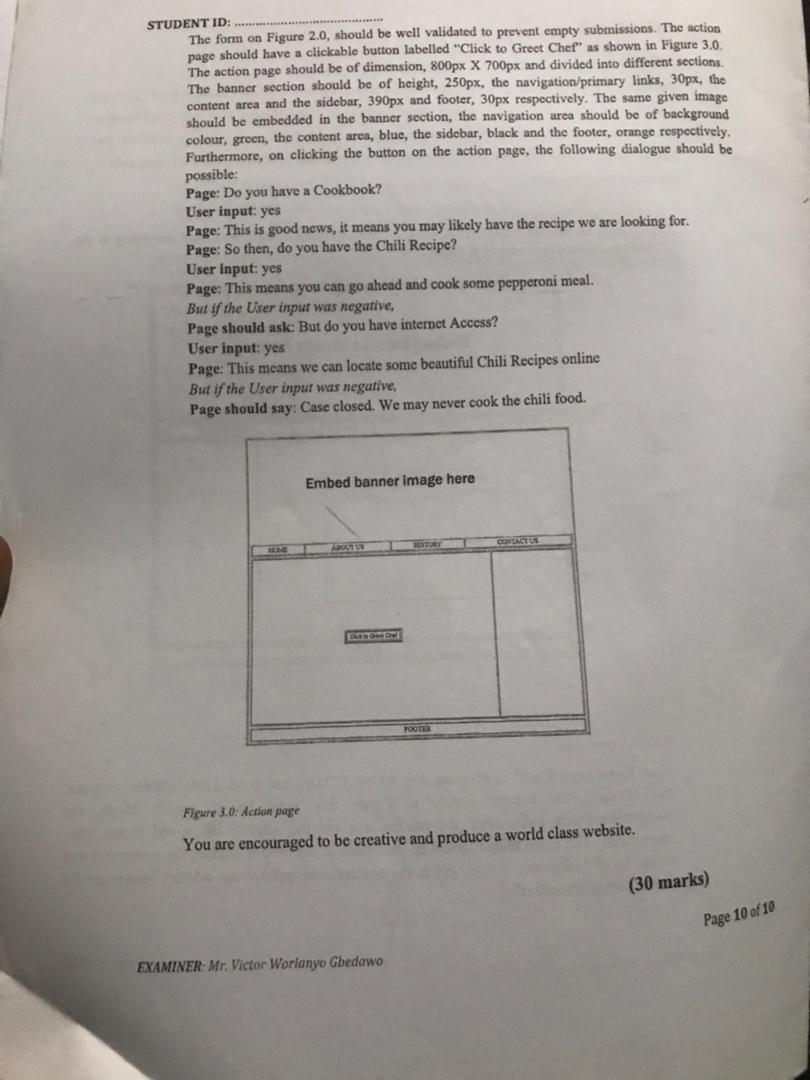 STUDENT ID: ................................................
The form on Figure 2.0, should be well validated to prevent empty submissions. The action
page should have a clickable button labelled "Click to Greet Chef" as shown in Figure 3.0.
The action page should be of dimension, 800px X 700px and divided into different sections.
The banner section should be of height, 250px, the navigation/primary links, 30px, the
content area and the sidebar, 390px and footer, 30px respectively. The same given image
should be embedded in the banner section, the navigation area should be of background
colour, green, the content area, blue, the sidebar, black and the footer, orange respectively.
Furthermore, on clicking the button on the action page, the following dialogue should be
possible:
Page: Do you have a Cookbook?
User input: yes
Page: This is good news, it means you may likely have the recipe we are looking for.
Page: So then, do you have the Chili Recipe?
User input: yes
Page: This means you can go ahead and cook some pepperoni meal.
But if the User input was negative,
Page should ask: But do you have internet Access?
User input: yes
Page: This means we can locate some beautiful Chili Recipes online
But if the User input was negative,
Page should say: Case closed. We may never cook the chili food.
Embed banner image here
HOME ABOUT US HISTORY CONTACT US
Click to Greet Chef
FOOTER
Figure 3.0: Action page
You are encouraged to be creative and produce a world class website.
(30 marks)
Page 10 of 10
EXAMINER: Mr. Victor Worlanyo Gbedawo